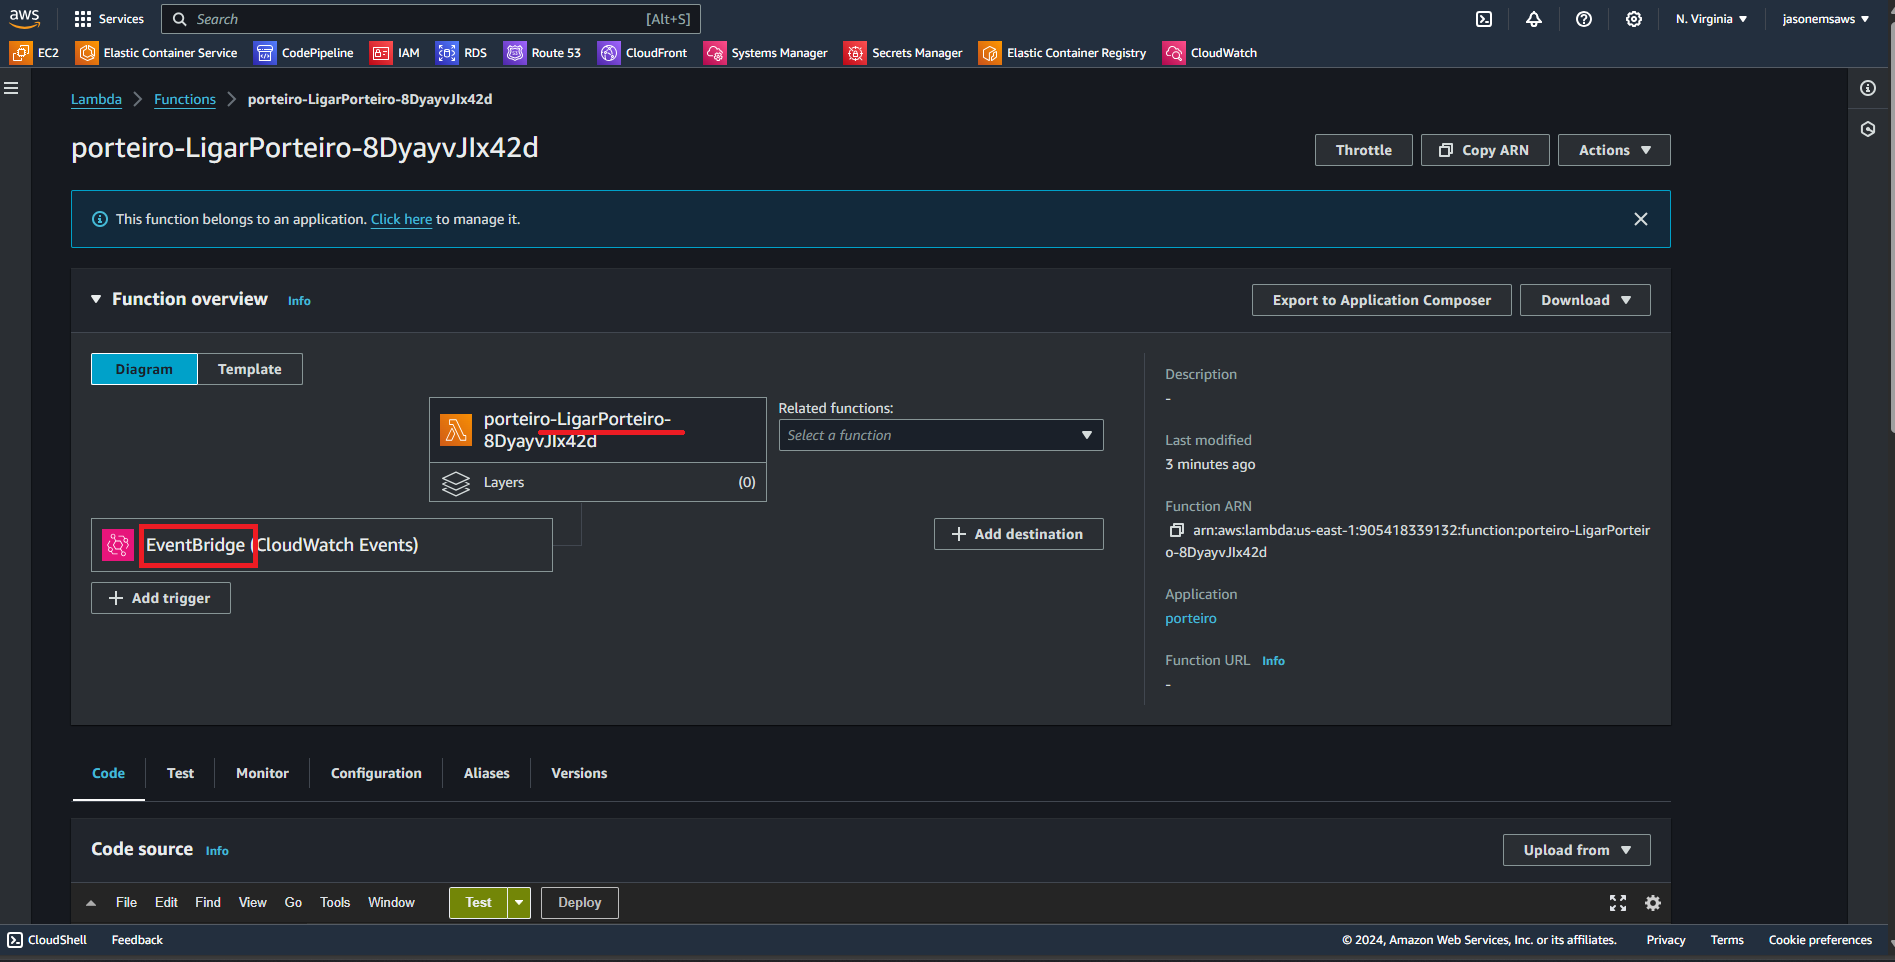 aws Services Search [Alt+S] N. Virginia jasonemsaws
EC2 Elastic Container Service CodePipeline IAM RDS Route 53 CloudFront Systems Manager Secrets Manager Elastic Container Registry CloudWatch
Lambda Functions porteiro-LigarPorteiro-8DyayvJIx42d
porteiro-LigarPorteiro-8DyayvJIx42d
Throttle Copy ARN Actions
This function belongs to an application. Click here to manage it.
Function overview Info
Export to Application Composer Download
Diagram Template
porteiro-LigarPorteiro-
8DyayvJIx42d
Layers (0)
Related functions:
Select a function
EventBridge (CloudWatch Events)
+ Add destination
+ Add trigger
Description
-
Last modified
3 minutes ago
Function ARN
arn:aws:lambda:us-east-1:905418339132:function:porteiro-LigarPorteir
o-8DyayvJIx42d
Application
porteiro
Function URL Info
-
Code Test Monitor Configuration Aliases Versions
Code source Info
Upload from
File Edit Find View Go Tools Window Test Deploy
CloudShell Feedback © 2024, Amazon Web Services, Inc. or its affiliates. Privacy Terms Cookie preferences